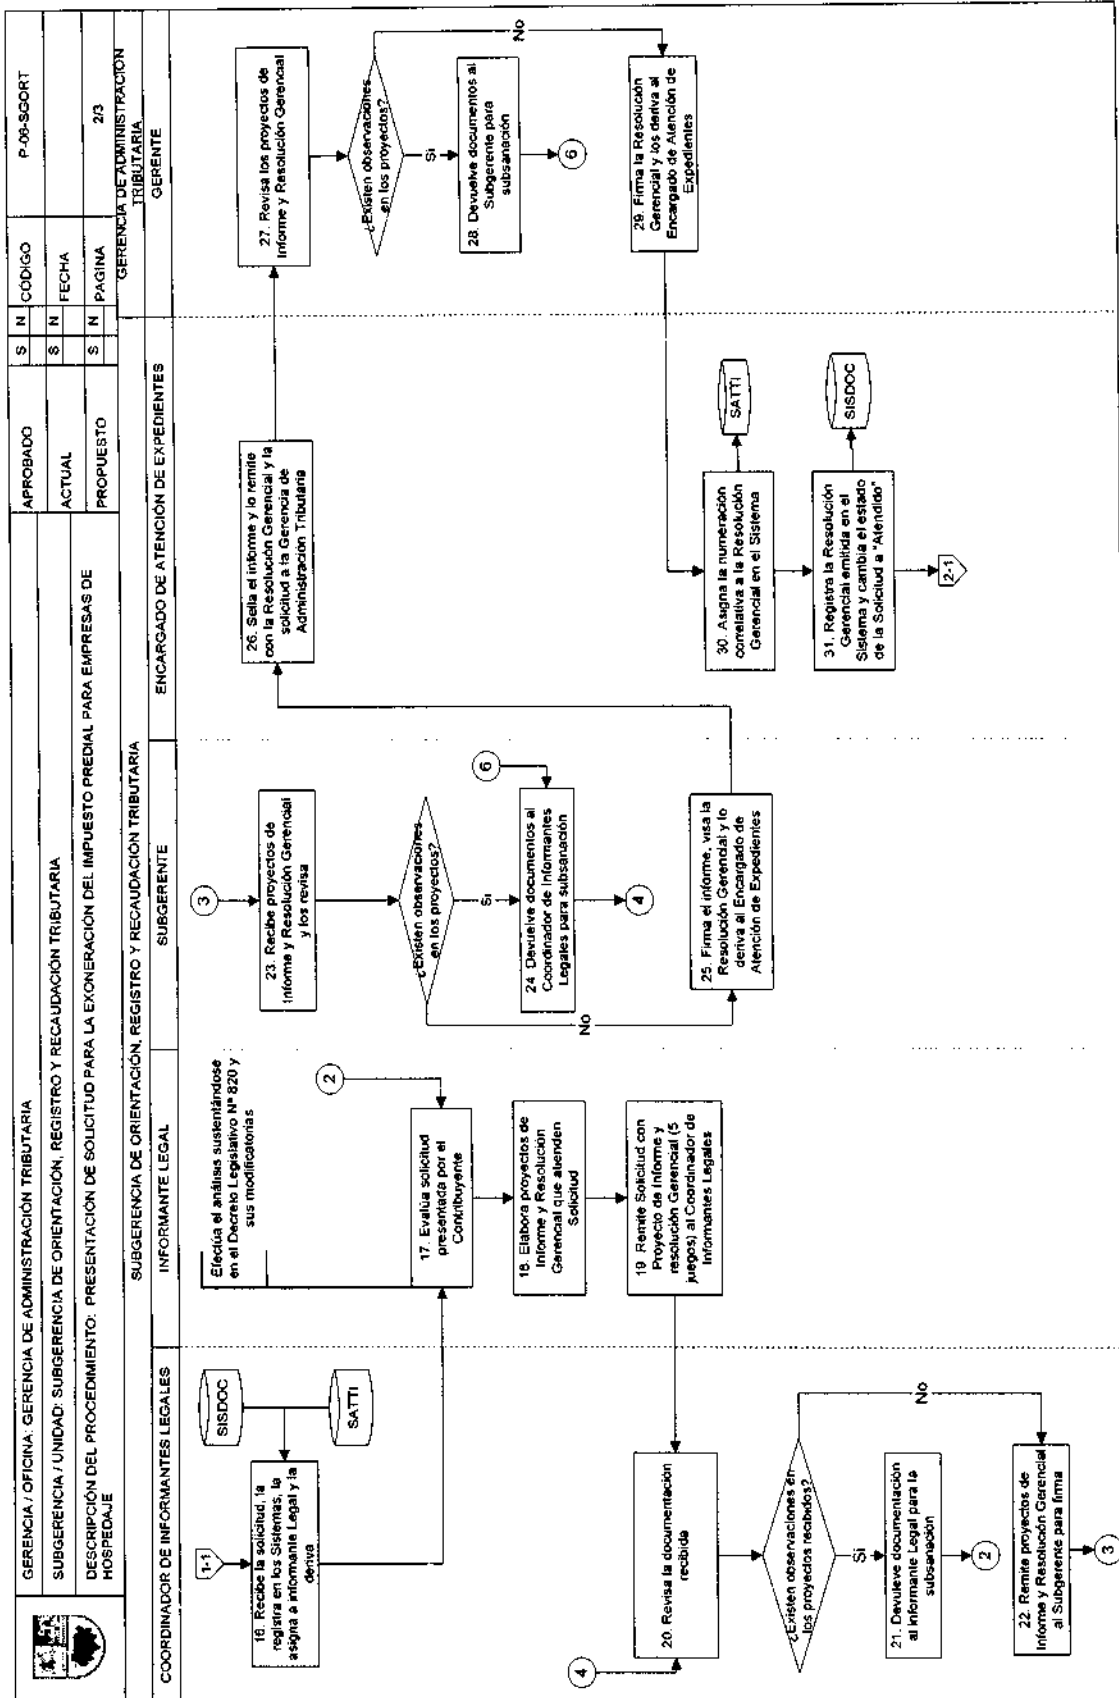 GERENCIA / OFICINA: GERENCIA DE ADMINISTRACIÓN TRIBUTARIA
APROBADO
S
N
CÓDIGO
P-06-SGORT
SUBGERENCIA / UNIDAD: SUBGERENCIA DE ORIENTACIÓN, REGISTRO Y RECAUDACIÓN TRIBUTARIA
ACTUAL
S
N
FECHA
DESCRIPCIÓN DEL PROCEDIMIENTO: PRESENTACIÓN DE SOLICITUD PARA LA EXONERACIÓN DEL IMPUESTO PREDIAL PARA EMPRESAS DE
HOSPEDAJE
PROPUESTO
S
N
PAGINA
2/3
SUBGERENCIA DE ORIENTACIÓN, REGISTRO Y RECAUDACIÓN TRIBUTARIA
GERENCIA DE ADMINISTRACIÓN
TRIBUTARIA
COORDINADOR DE INFORMANTES LEGALES
INFORMANTE LEGAL
SUBGERENTE
ENCARGADO DE ATENCIÓN DE EXPEDIENTES
GERENTE
1-1
16. Recibe la solicitud, la
registra en los Sistemas, la
asigna a informante Legal y la
deriva
SISDOC
SATTI
Efectúa el análisis sustentándose
en el Decreto Legislativo N° 820 y
sus modificatorias
2
17. Evalúa solicitud
presentada por el
Contribuyente
18. Elabora proyectos de
Informe y Resolución
Gerencial que atienden
Solicitud
19. Remite Solicitud con
Proyecto de Informe y
resolución Gerencial (5
juegos) al Coordinador de
Informantes Legales
4
20. Revisa la documentación
recibida
¿Existen observaciones en
los proyectos recibidos?
Si
No
21. Devuleve documentación
al Informante Legal para la
subsanación
2
22. Remite proyectos de
Informe y Resolución Gerencial
al Subgerente para firma
3
3
23. Recibe proyectos de
Informe y Resolución Gerencial
y los revisa
¿Existen observaciones
en los proyectos?
Si
No
6
24. Devuelve documentos al
Coordinador de Informantes
Legales para subsanación
4
25. Firma el informe, visa la
Resolución Gerencial y lo
deriva al Encargado de
Atención de Expedientes
26. Sella el informe y lo remite
con la Resolución Gerencial y la
solicitud a la Gerencia de
Administración Tributaria
27. Revisa los proyectos de
Informe y Resolución Gerencial
¿Existen observaciones
en los proyectos?
Si
No
28. Devuelve documentos al
Subgerente para
subsanación
6
29. Firma la Resolución
Gerencial y los deriva al
Encargado de Atención de
Expedientes
30. Asigna la numeración
correlativa a la Resolución
Gerencial en el Sistema
SATTI
31. Registra la Resolución
Gerencial emitida en el
Sistema y cambia el estado
de la Solicitud a "Atendido"
SISDOC
2-1